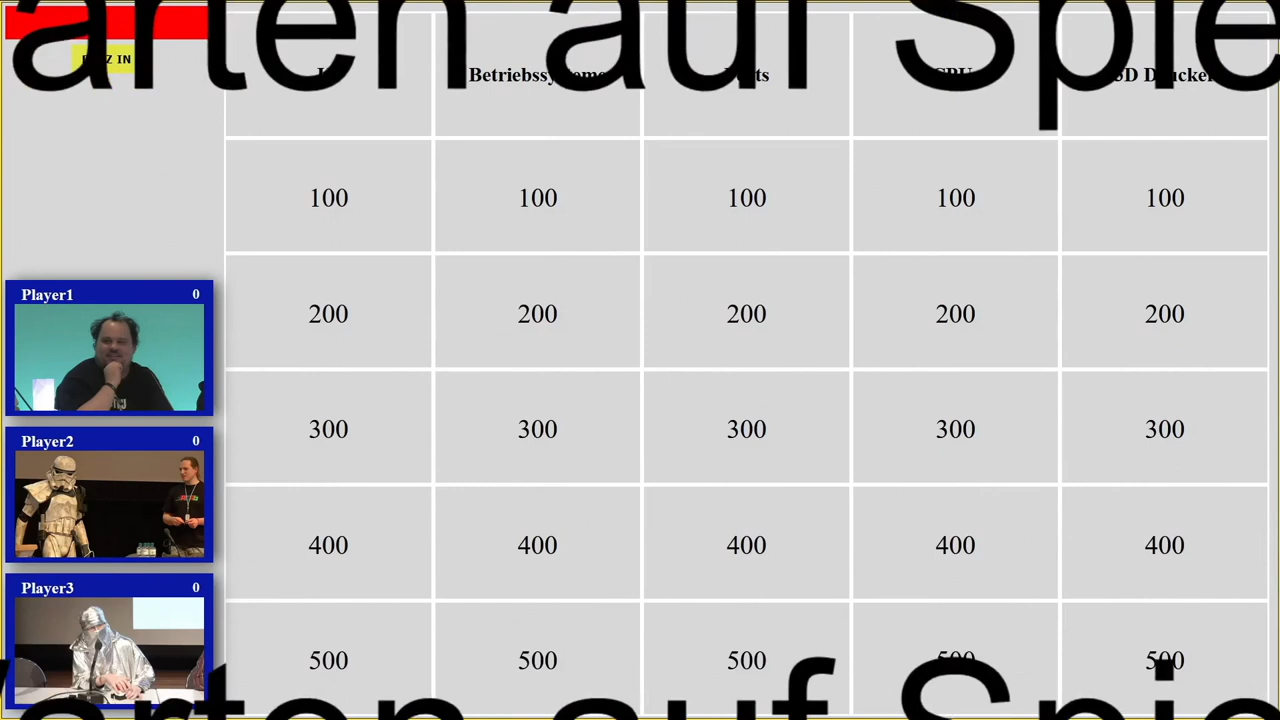 arten auf Spie
Betriebssysteme
100 100 100 100 100
200 200 200 200 200
Player1 0
300 300 300 300 300
Player2 0
400 400 400 400 400
Player3 0
500 500 500 500 500
arten auf Spie